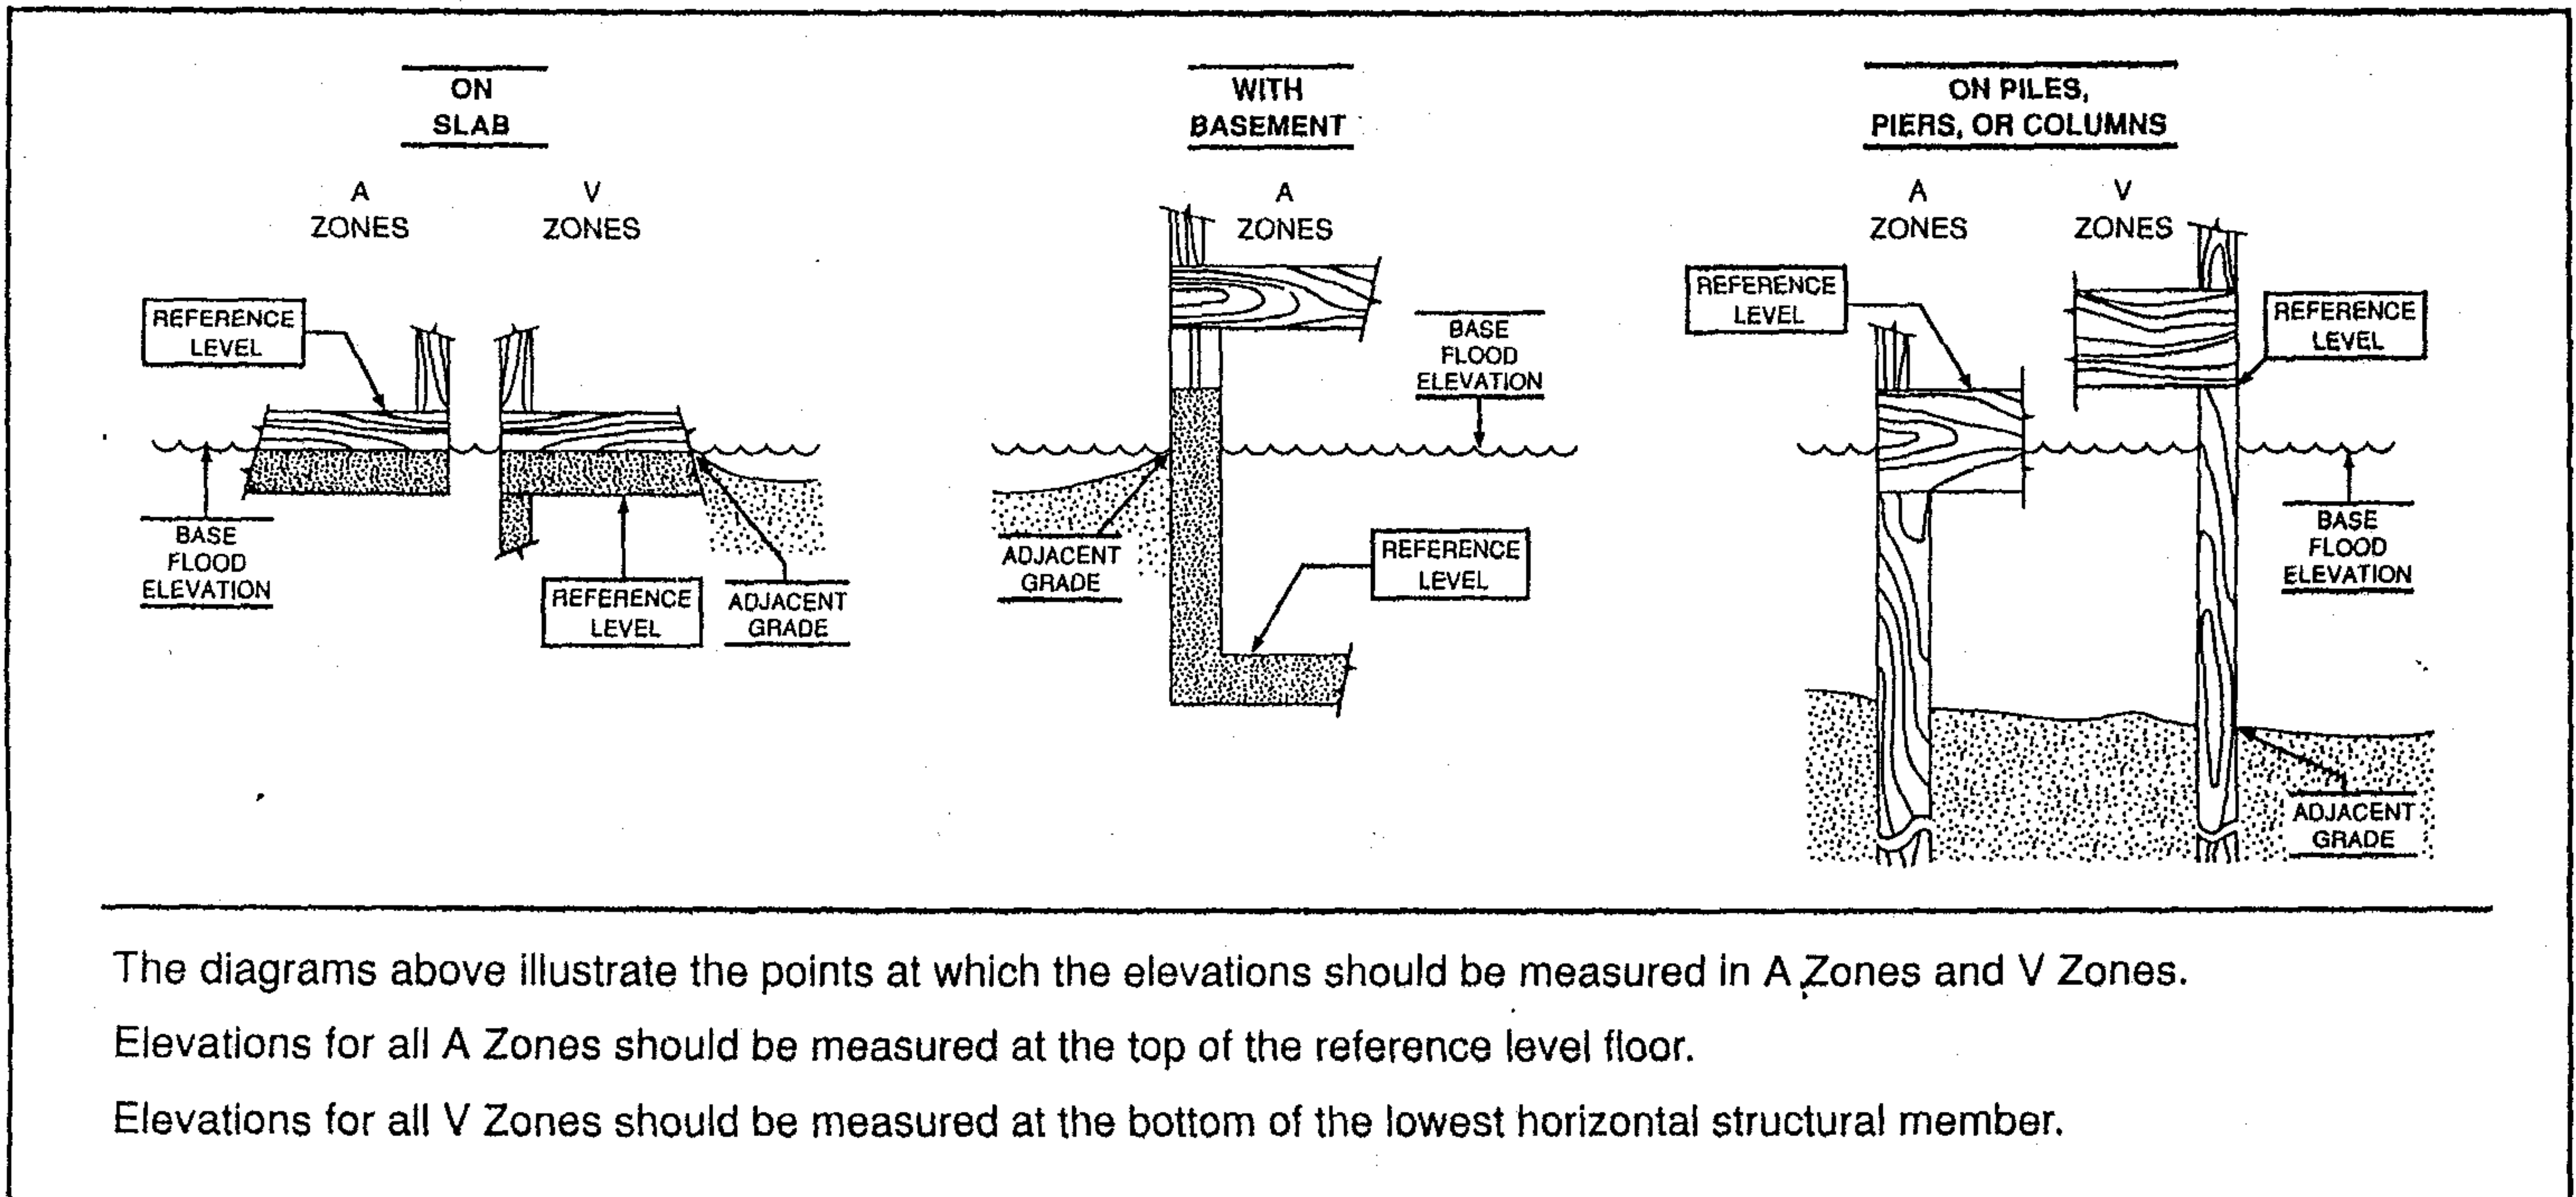 ON
SLAB
A
ZONES
V
ZONES
REFERENCE
LEVEL
BASE
FLOOD
ELEVATION
REFERENCE
LEVEL
ADJACENT
GRADE
WITH
BASEMENT
A
ZONES
BASE
FLOOD
ELEVATION
ADJACENT
GRADE
REFERENCE
LEVEL
ON PILES,
PIERS, OR COLUMNS
A
ZONES
V
ZONES
REFERENCE
LEVEL
REFERENCE
LEVEL
BASE
FLOOD
ELEVATION
ADJACENT
GRADE
The diagrams above illustrate the points at which the elevations should be measured in A Zones and V Zones.
Elevations for all A Zones should be measured at the top of the reference level floor.
Elevations for all V Zones should be measured at the bottom of the lowest horizontal structural member.